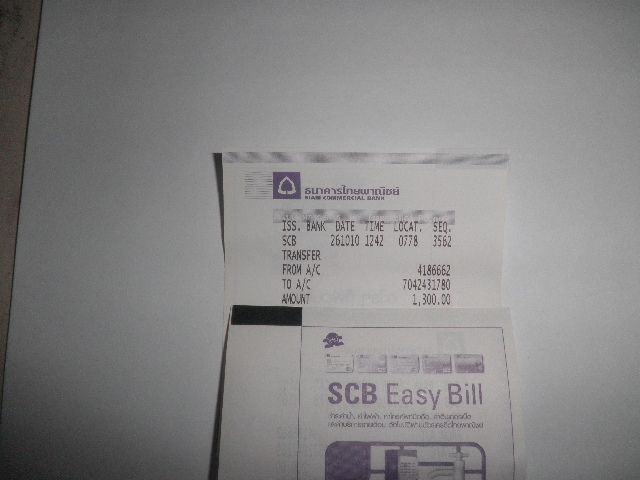 ธนาคารไทยพาณิชย์
SIAM COMMERCIAL BANK
ISS. BANK DATE TIME LOCAT. SEQ.
SCB 261010 1242 0778 3562
TRANSFER
FROM A/C 4186662
TO A/C 7042431780
AMOUNT 1,300.00
SCB Easy Bill